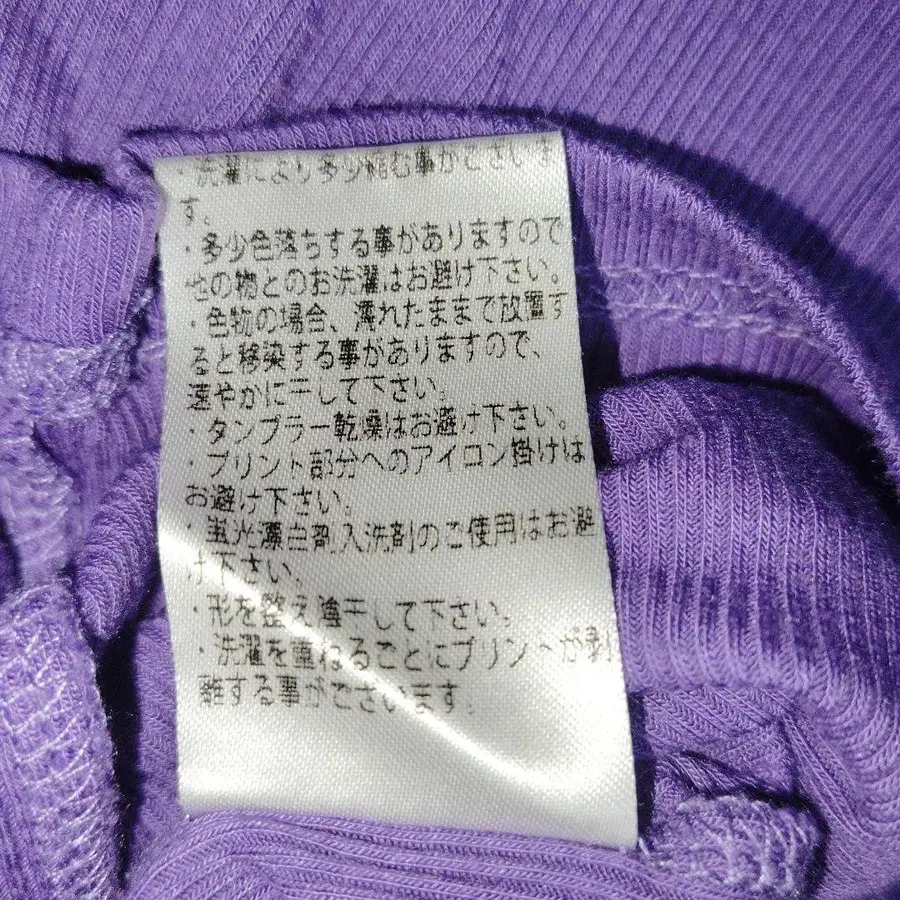 ・洗濯により多少縮む事がございま
す。
・多少色落ちする事がありますので
他の物とのお洗濯はお避け下さい。
・色物の場合、濡れたままで放置す
ると移染する事がありますので、
速やかに干して下さい。
・タンブラー乾燥はお避け下さい。
・プリント部分へのアイロン掛けは
お避け下さい。
・蛍光漂白剤入洗剤のご使用はお避
け下さい。
・形を整え陰干して下さい。
・洗濯を重ねるごとにプリントが剥
離する事がございます。